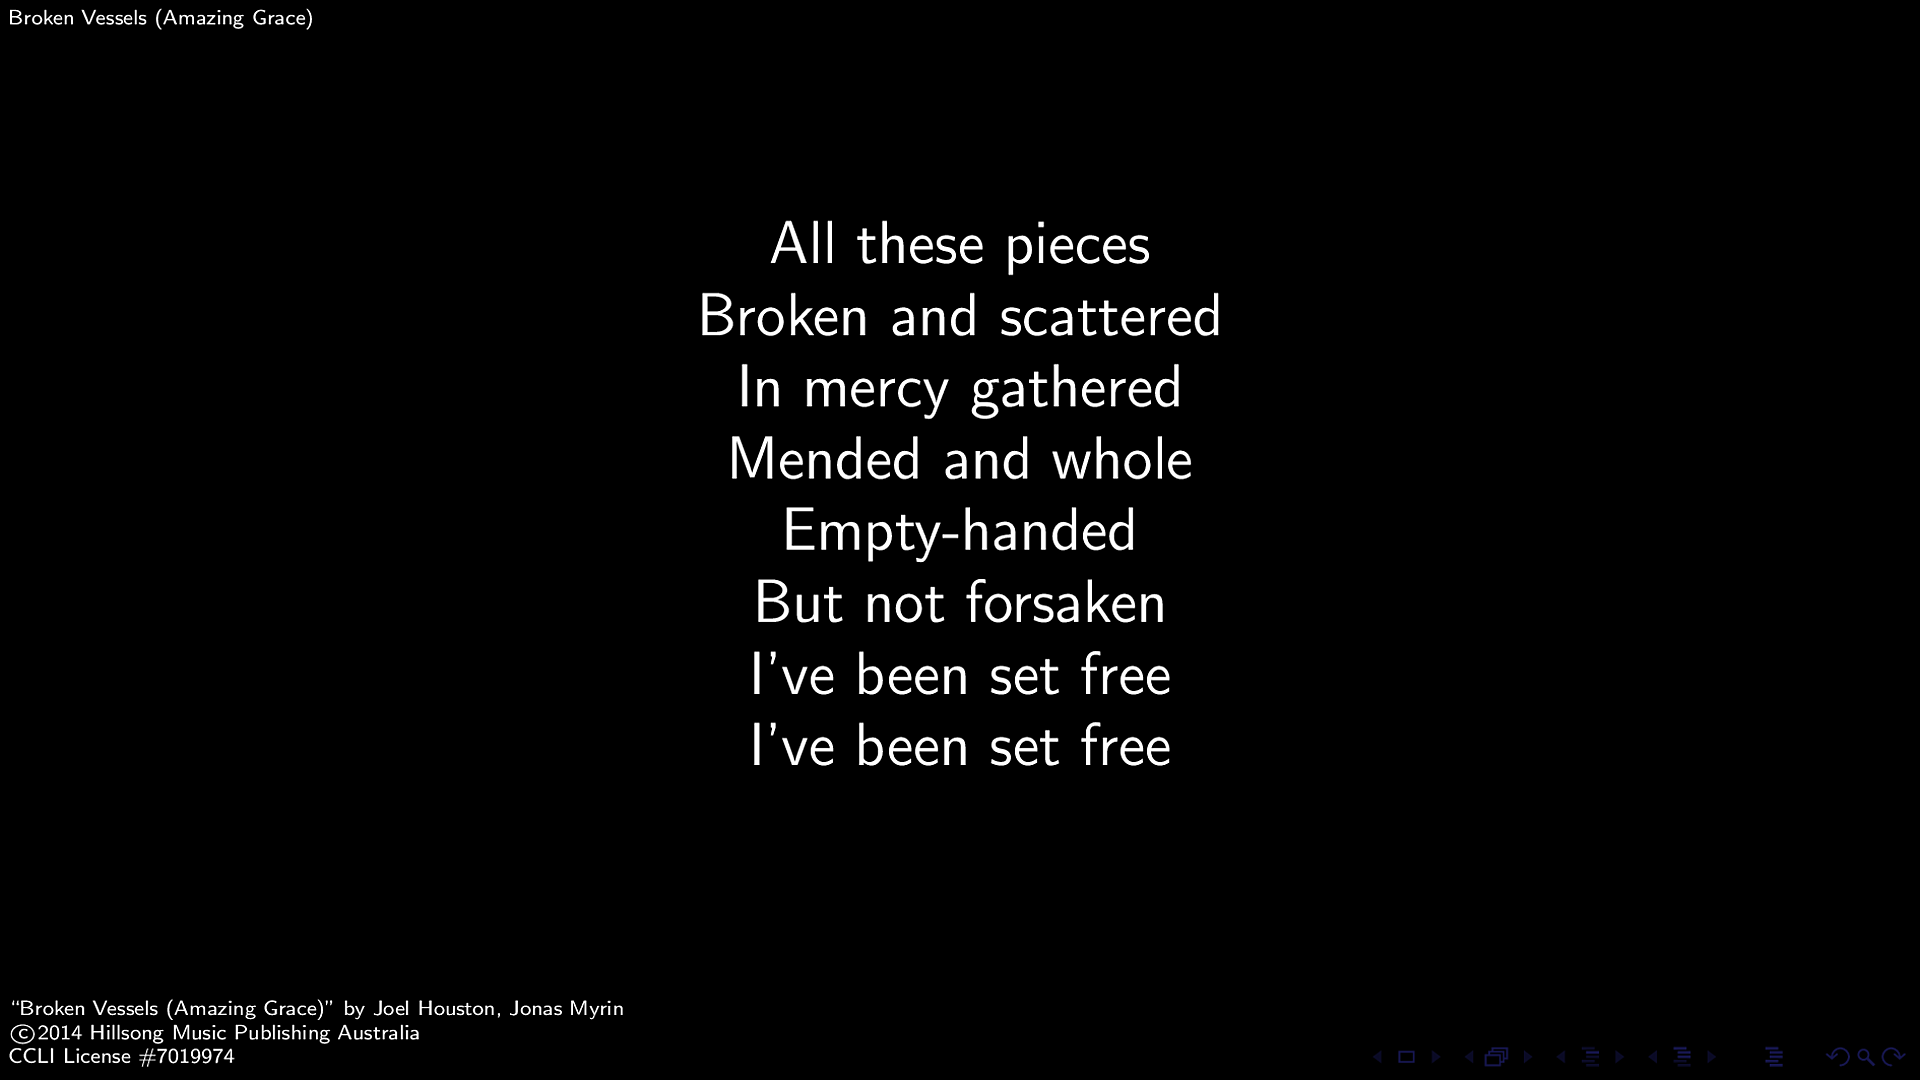 Broken Vessels (Amazing Grace)
All these pieces
Broken and scattered
In mercy gathered
Mended and whole
Empty-handed
But not forsaken
I've been set free
I've been set free
“Broken Vessels (Amazing Grace)” by Joel Houston, Jonas Myrin
©2014 Hillsong Music Publishing Australia
CCLI License #7019974